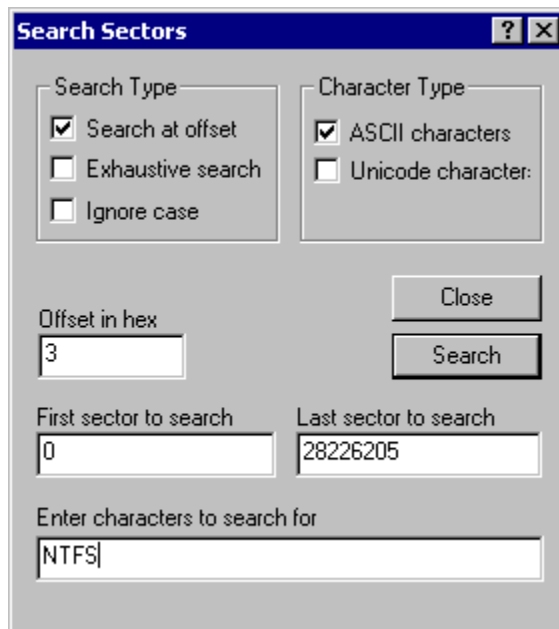 Search Sectors
Search Type
Search at offset
Exhaustive search
Ignore case
Character Type
ASCII characters
Unicode character:
Close
Offset in hex
3
Search
First sector to search
0
Last sector to search
28226205
Enter characters to search for
NTFS